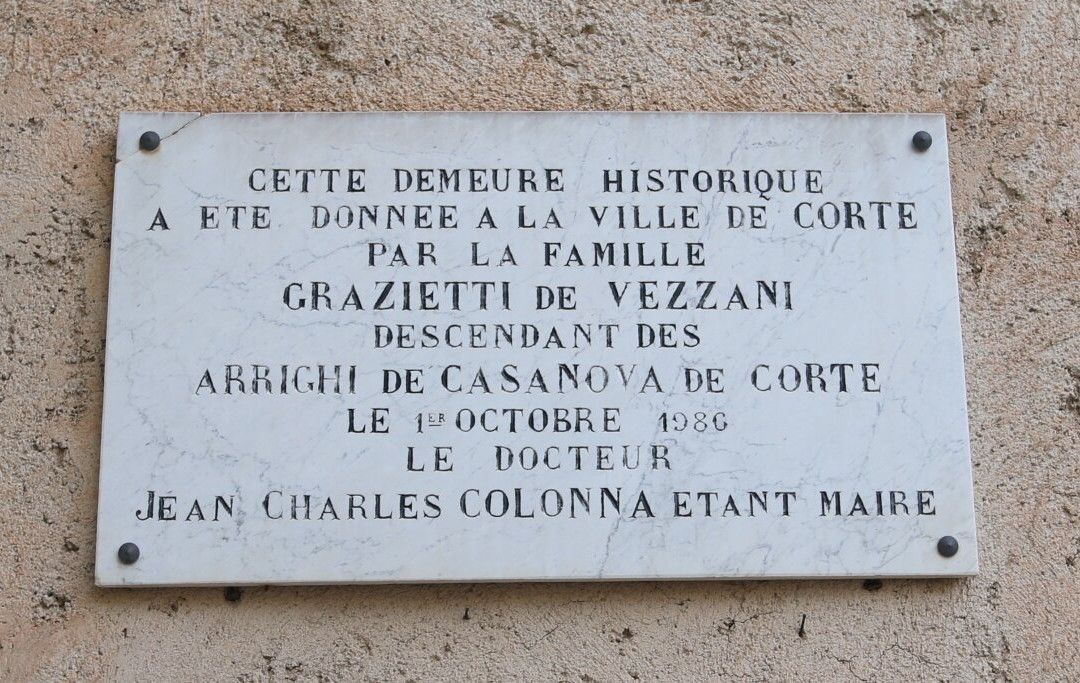 CETTE DEMEURE HISTORIQUE
A ETE DONNEE A LA VILLE DE CORTE
PAR LA FAMILLE
GRAZIETTI DE VEZZANI
DESCENDANT DES
ARRIGHI DE CASANOVA DE CORTE
LE 1ER OCTOBRE 1986
LE DOCTEUR
JEAN CHARLES COLONNA ETANT MAIRE